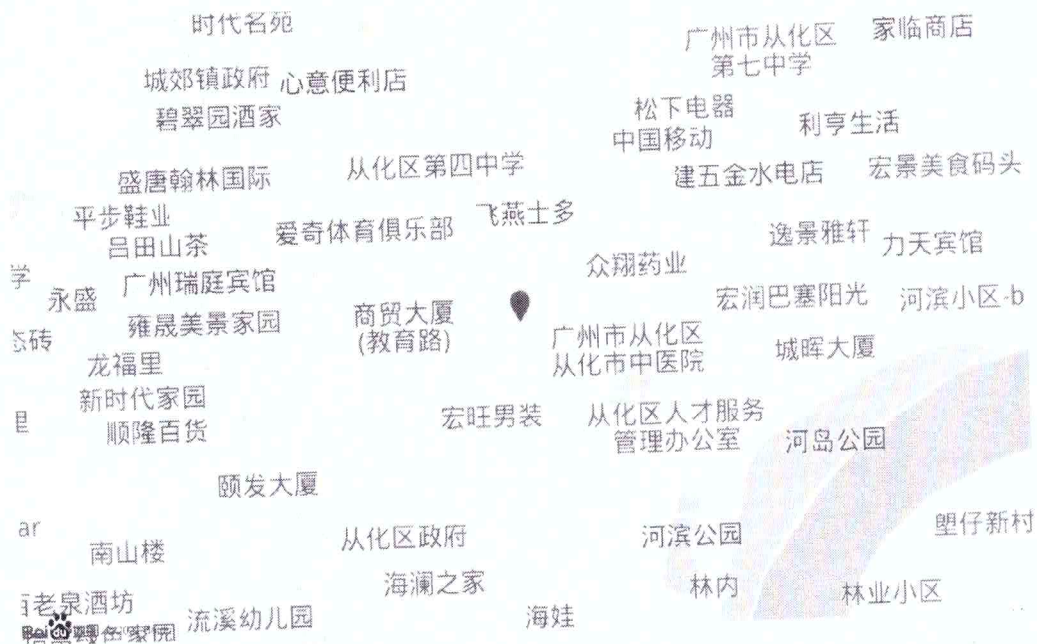 时代名苑
广州市从化区
第七中学
家临商店
城郊镇政府
心意便利店
碧翠园酒家
松下电器
中国移动
利亨生活
盛唐翰林国际
从化区第四中学
建五金水电店
宏景美食码头
平步鞋业
吕田山茶
爱奇体育俱乐部
飞燕士多
逸景雅轩
力天宾馆
众翔药业
学
永盛
广州瑞庭宾馆
宏润巴塞阳光
河滨小区-b
态砖
雍晟美景家园
商贸大厦
(教育路)
广州市从化区
从化市中医院
城晖大厦
龙福里
新时代家园
顺隆百货
里
宏旺男装
从化区人才服务
管理办公室
河岛公园
颐发大厦
ar
南山楼
从化区政府
河滨公园
塱仔新村
海澜之家
林内
林业小区
百老泉酒坊
流溪幼儿园
海娃